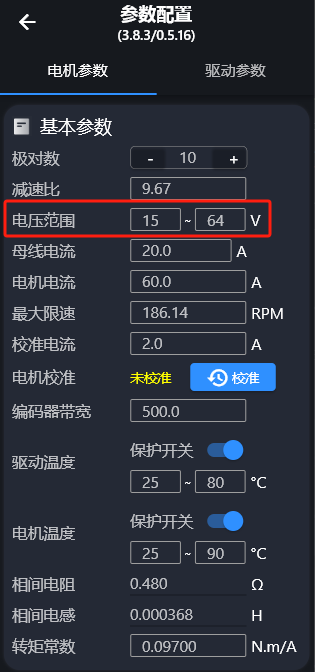 参数配置
(3.8.3/0.5.16)
电机参数 驱动参数
基本参数
极对数 - 10 +
减速比 9.67
电压范围 15 ~ 64 V
母线电流 20.0 A
电机电流 60.0 A
最大限速 186.14 RPM
校准电流 2.0 A
电机校准 未校准 校准
编码器带宽 500.0
驱动温度 保护开关
25 ~ 80 °C
电机温度 保护开关
25 ~ 90 °C
相间电阻 0.480 Ω
相间电感 0.000368 H
转矩常数 0.09700 N.m/A